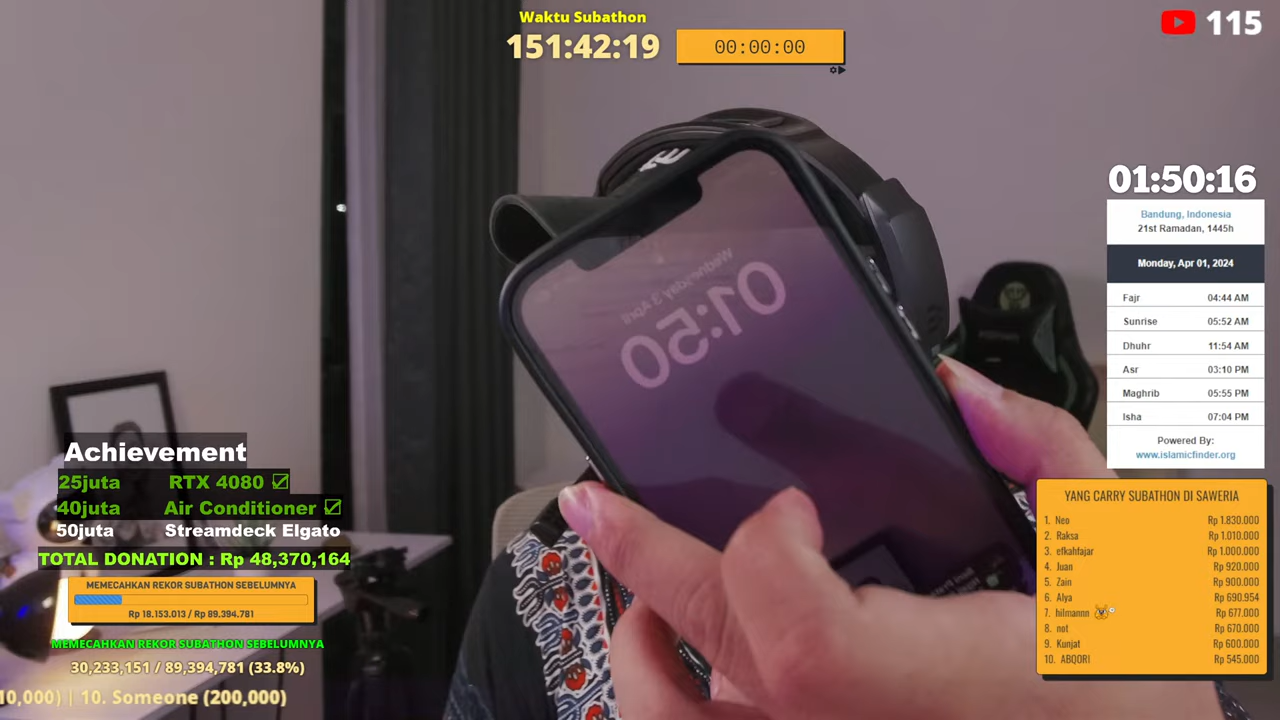 Waktu Subathon
151:42:19
00:00:00
115
01:50:16
Bandung, Indonesia
21st Ramadan, 1445h
Monday, Apr 01, 2024
Fajr 04:44 AM
Sunrise 05:52 AM
Dhuhr 11:54 AM
Asr 03:10 PM
Maghrib 05:55 PM
Isha 07:04 PM
Powered By:
www.islamicfinder.org
Wednesday 3 April
01:50
Achievement
25juta RTX 4080 ☑
40juta Air Conditioner ☑
50juta Streamdeck Elgato
TOTAL DONATION : Rp 48,370,164
MEMECAHKAN REKOR SUBATHON SEBELUMNYA
Rp 18.153.013 / Rp 89.394.781
MEMECAHKAN REKOR SUBATHON SEBELUMNYA
30,233,151 / 89,394,781 (33.8%)
10,000) | 10. Someone (200,000)
YANG CARRY SUBATHON DI SAWERIA
1. Neo Rp 1.830.000
2. Raksa Rp 1.010.000
3. efkahfajar Rp 1.000.000
4. Juan Rp 920.000
5. Zain Rp 900.000
6. Alya Rp 690.954
7. hilmannn Rp 677.000
8. not Rp 670.000
9. Kunjat Rp 600.000
10. ABQORI Rp 545.000